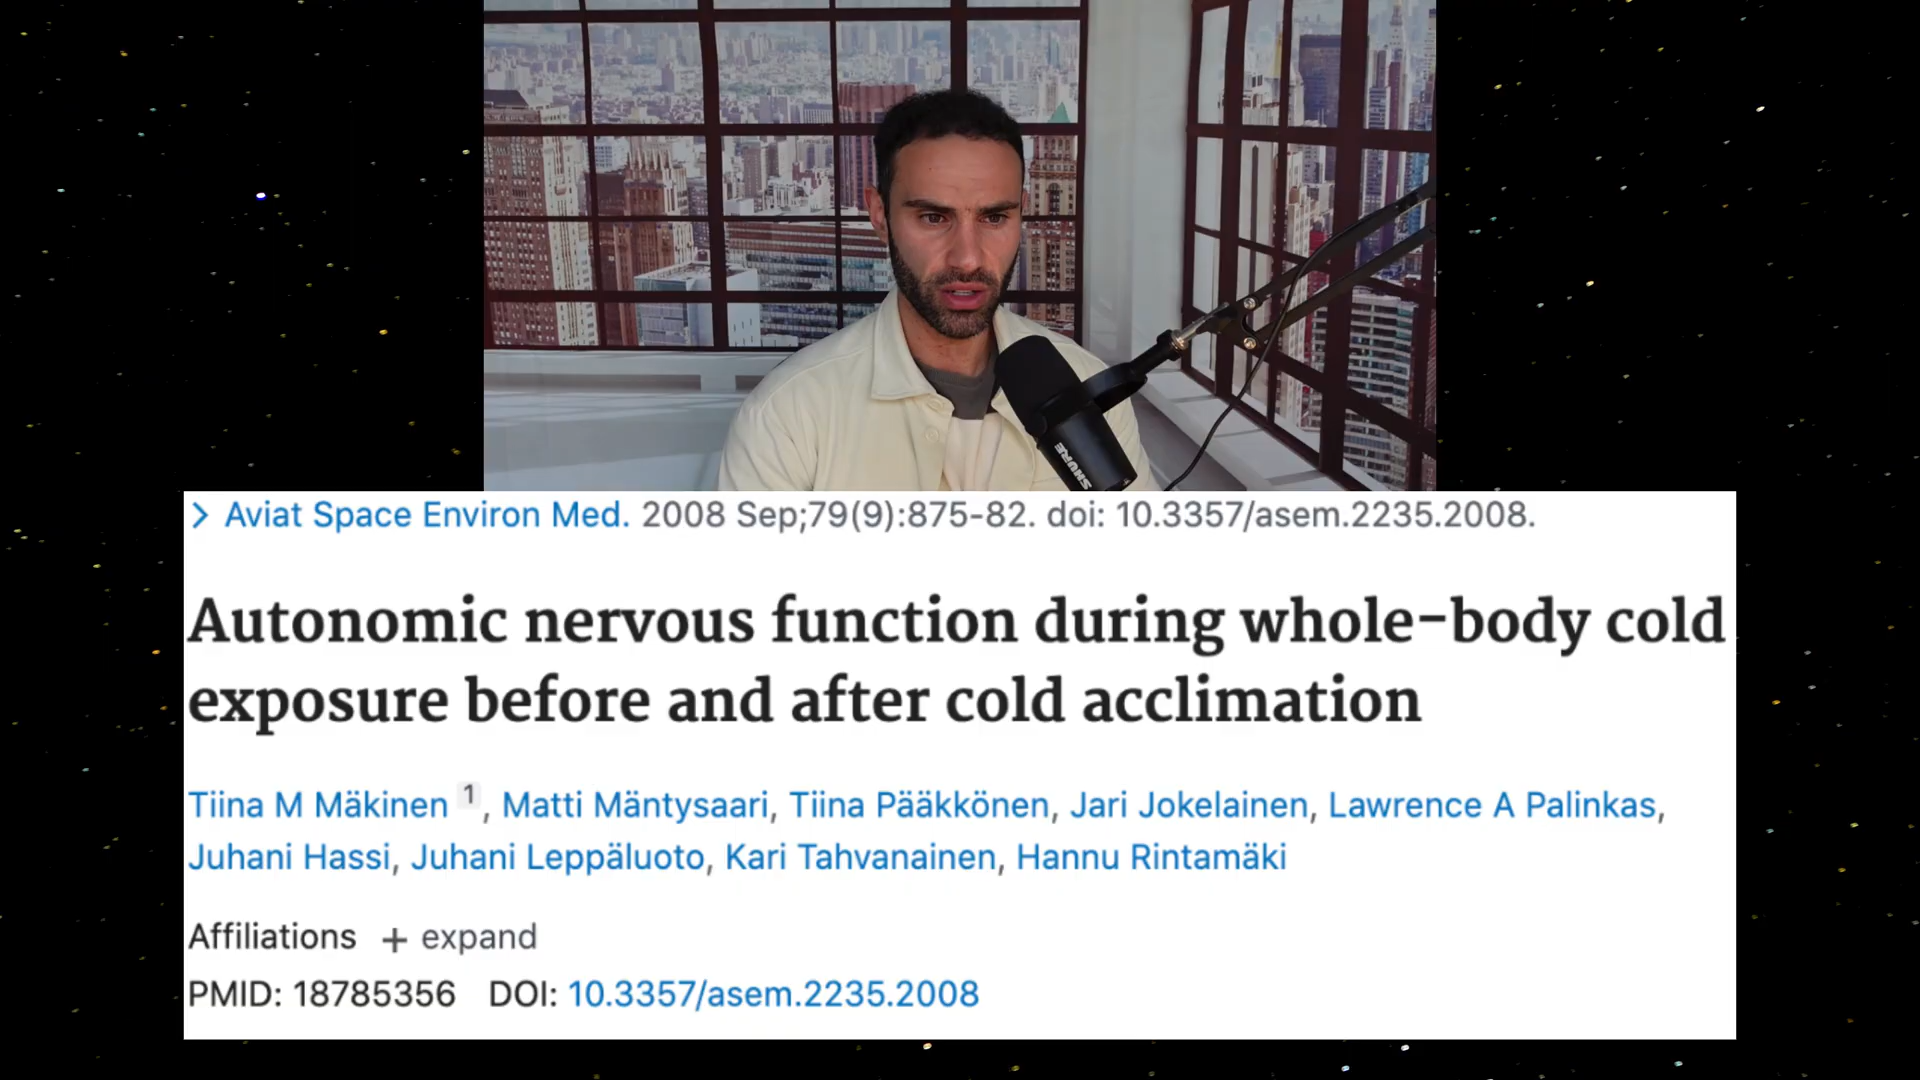 SHURE
> Aviat Space Environ Med. 2008 Sep;79(9):875-82. doi: 10.3357/asem.2235.2008.
Autonomic nervous function during whole-body cold
exposure before and after cold acclimation
Tiina M Mäkinen 1, Matti Mäntysaari, Tiina Pääkkönen, Jari Jokelainen, Lawrence A Palinkas,
Juhani Hassi, Juhani Leppäluoto, Kari Tahvanainen, Hannu Rintamäki
Affiliations + expand
PMID: 18785356 DOI: 10.3357/asem.2235.2008